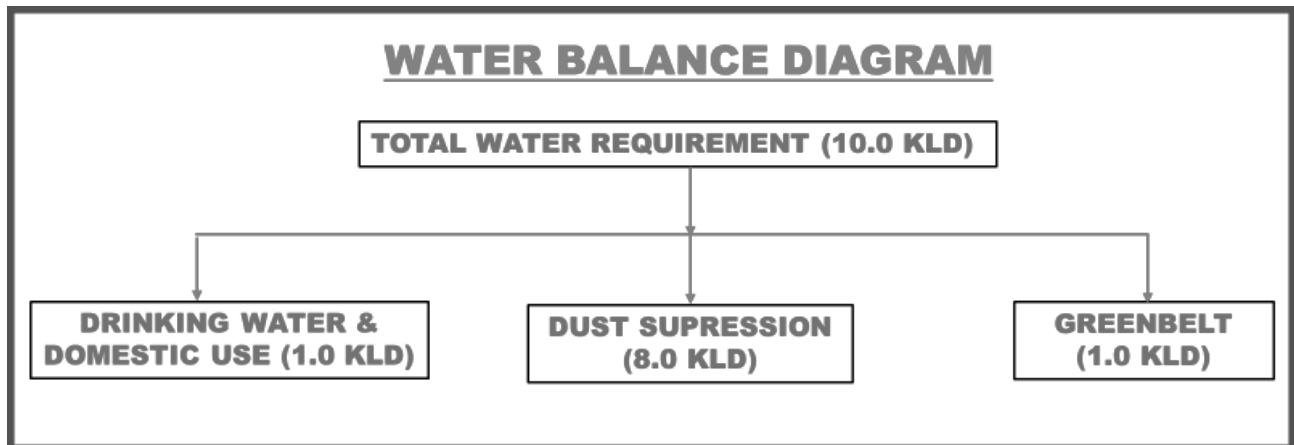 WATER BALANCE DIAGRAM
TOTAL WATER REQUIREMENT (10.0 KLD)
DRINKING WATER &
DOMESTIC USE (1.0 KLD)
DUST SUPRESSION
(8.0 KLD)
GREENBELT
(1.0 KLD)